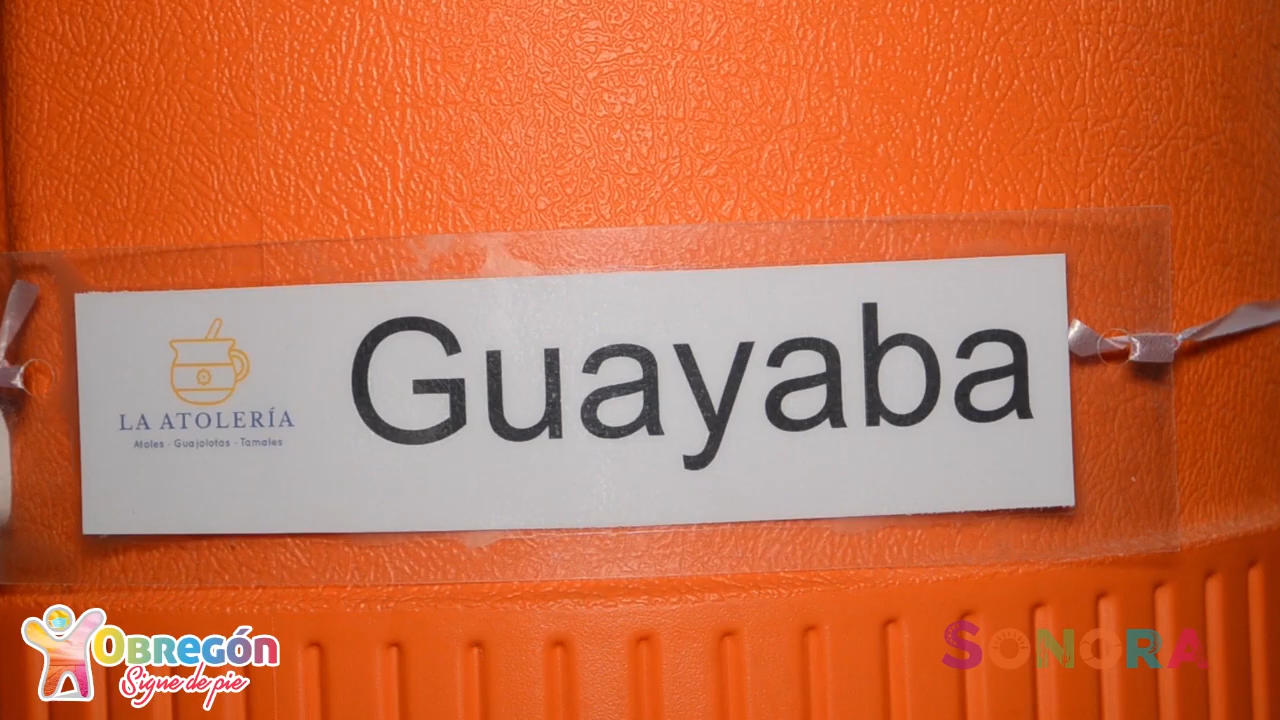 Guayaba
LA ATOLERÍA
Atoles · Guajolotas · Tamales
OBREGÓN
Sigue de pie
SONORA